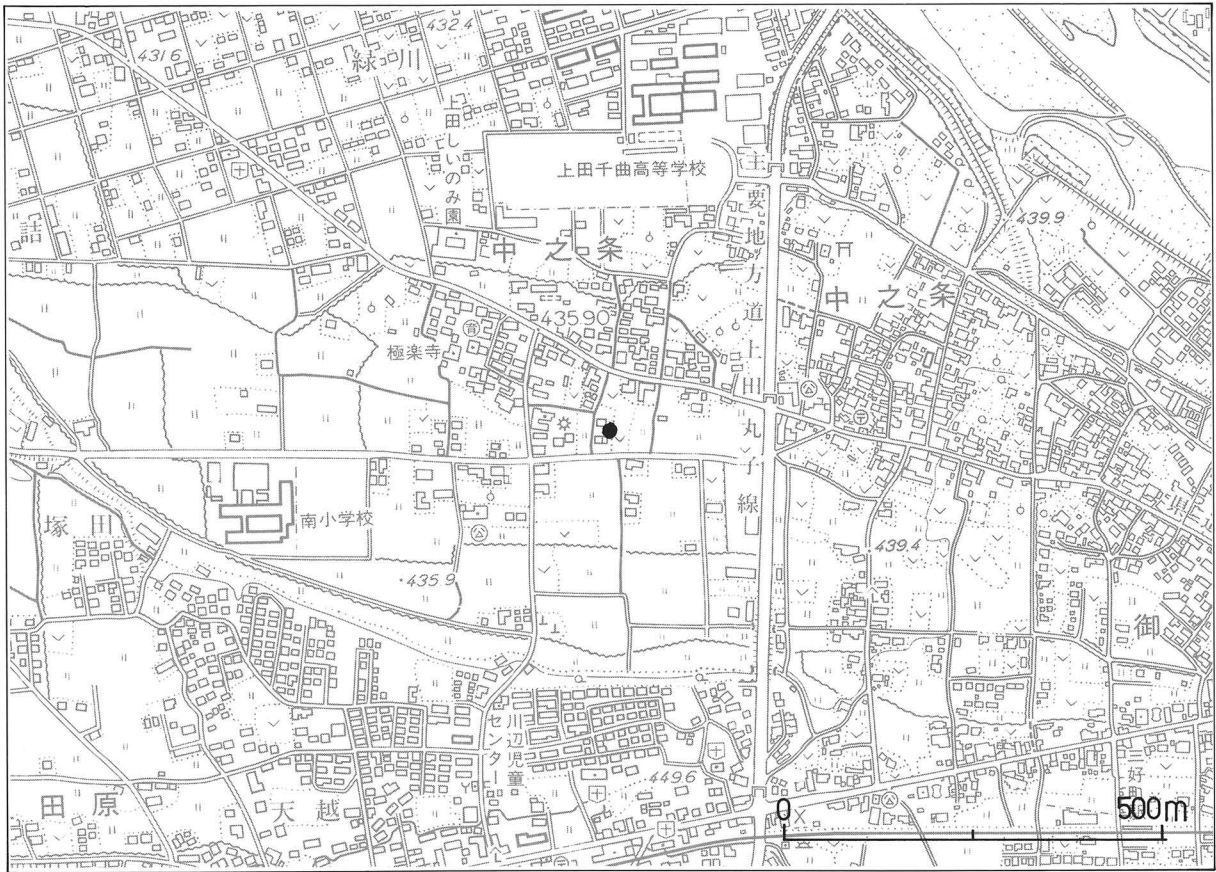 432.4
431.6
緑川
上田しいのみ園
上田千曲高等学校
主要地方道上田丸子線
439.9
詰
中之条
中之条
435.90
極楽寺
南小学校
塚田
439.4
435.9
県
御
川辺児童センター
449.6
三好町
田原
天越
0
500m